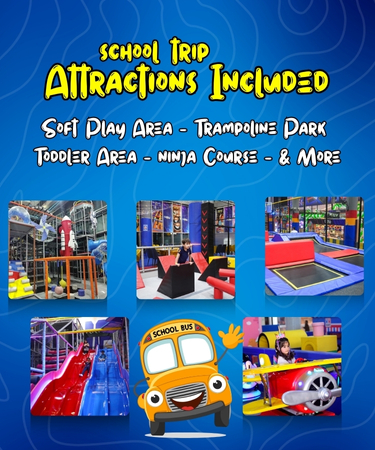 School Trip
Attractions Included
Soft Play Area - Trampoline Park
Toddler Area - Ninja Course - & More
SCHOOL BUS